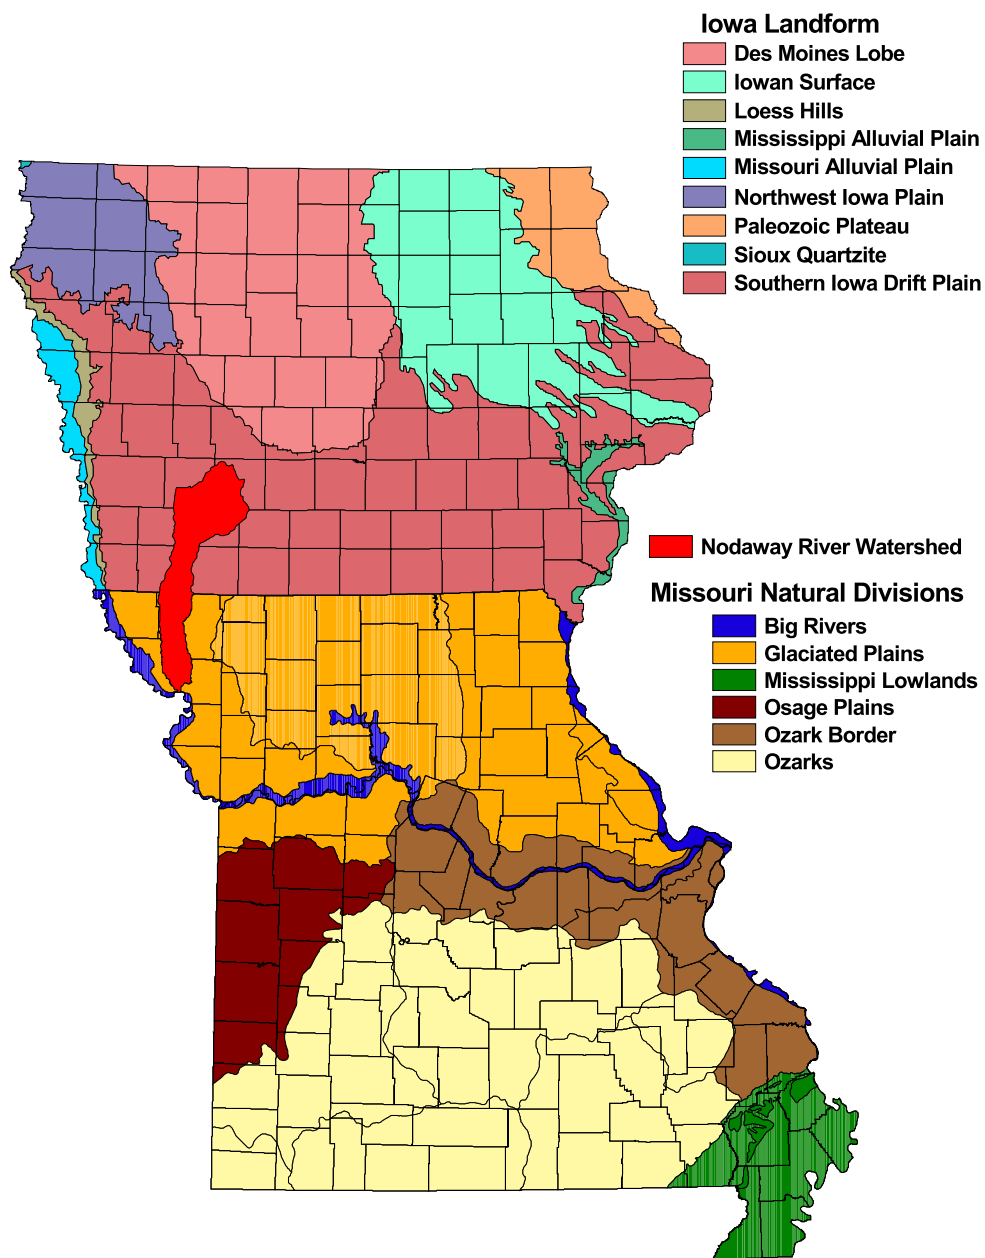 Iowa Landform
Des Moines Lobe
Iowan Surface
Loess Hills
Mississippi Alluvial Plain
Missouri Alluvial Plain
Northwest Iowa Plain
Paleozoic Plateau
Sioux Quartzite
Southern Iowa Drift Plain
Nodaway River Watershed
Missouri Natural Divisions
Big Rivers
Glaciated Plains
Mississippi Lowlands
Osage Plains
Ozark Border
Ozarks